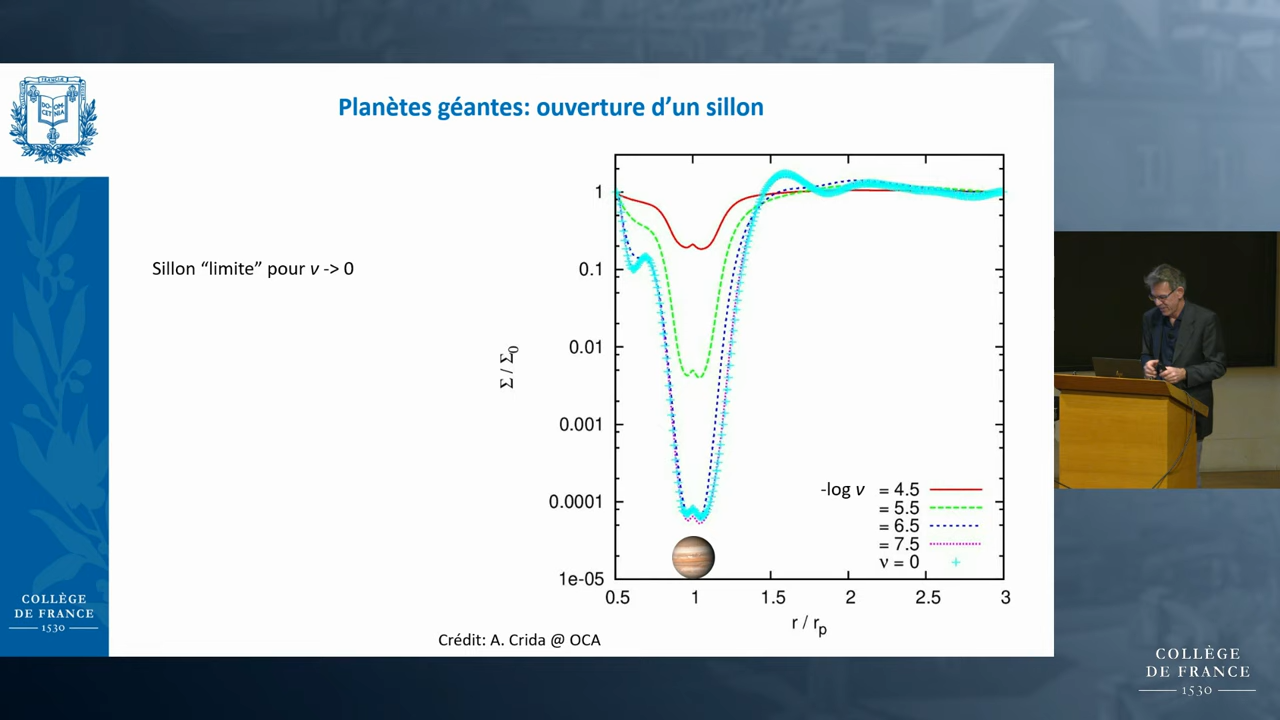 Planètes géantes: ouverture d'un sillon
Sillon “limite” pour ν -> 0
Σ / Σ0
1
0.1
0.01
0.001
0.0001
1e-05
0.5
1
1.5
2
2.5
3
r / rp
-log ν = 4.5
= 5.5
= 6.5
= 7.5
ν = 0
Crédit: A. Crida @ OCA
COLLÈGE
DE FRANCE
1530
COLLÈGE
DE FRANCE
1530